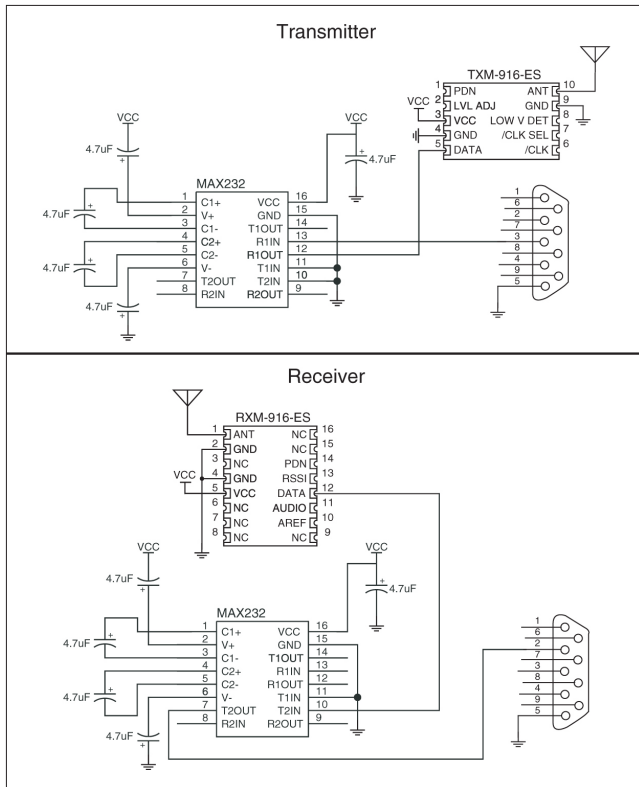 Transmitter
TXM-916-ES
1 PDN ANT 10
2 LVL ADJ GND 9
VCC 3 VCC LOW V DET 8
4 GND /CLK SEL 7
5 DATA /CLK 6
VCC
4.7uF
VCC
4.7uF
MAX232
4.7uF
4.7uF
4.7uF
1 C1+ VCC 16
2 V+ GND 15
3 C1- T1OUT 14
4 C2+ R1IN 13
5 C2- R1OUT 12
6 V- T1IN 11
7 T2OUT T2IN 10
8 R2IN R2OUT 9
1
6
2
7
3
8
4
9
5
Receiver
RXM-916-ES
1 ANT NC 16
2 GND NC 15
3 NC PDN 14
4 GND RSSI 13
VCC 5 VCC DATA 12
6 NC AUDIO 11
7 NC AREF 10
8 NC NC 9
VCC
4.7uF
VCC
4.7uF
MAX232
4.7uF
4.7uF
4.7uF
1 C1+ VCC 16
2 V+ GND 15
3 C1- T1OUT 14
4 C2+ R1IN 13
5 C2- R1OUT 12
6 V- T1IN 11
7 T2OUT T2IN 10
8 R2IN R2OUT 9
1
6
2
7
3
8
4
9
5